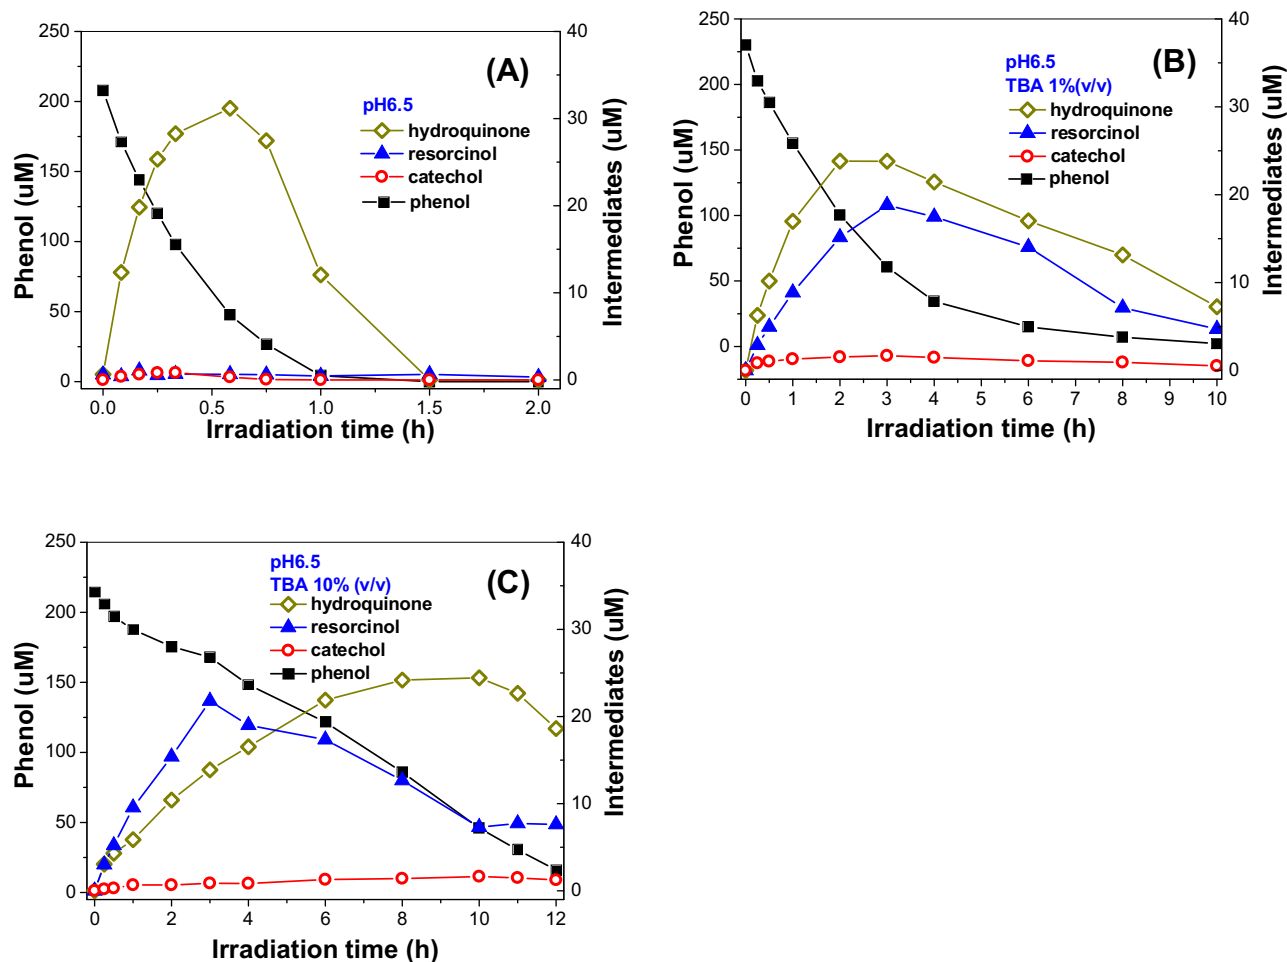 (A)
pH6.5
hydroquinone
resorcinol
catechol
phenol
Phenol (uM)
250
200
150
100
50
0
Intermediates (uM)
40
30
20
10
0
0.0 0.5 1.0 1.5 2.0
Irradiation time (h)
(B)
pH6.5
TBA 1%(v/v)
hydroquinone
resorcinol
catechol
phenol
Phenol (uM)
250
200
150
100
50
0
Intermediates (uM)
40
30
20
10
0
0 1 2 3 4 5 6 7 8 9 10
Irradiation time (h)
(C)
pH6.5
TBA 10% (v/v)
hydroquinone
resorcinol
catechol
phenol
Phenol (uM)
250
200
150
100
50
0
Intermediates (uM)
40
30
20
10
0
0 2 4 6 8 10 12
Irradiation time (h)